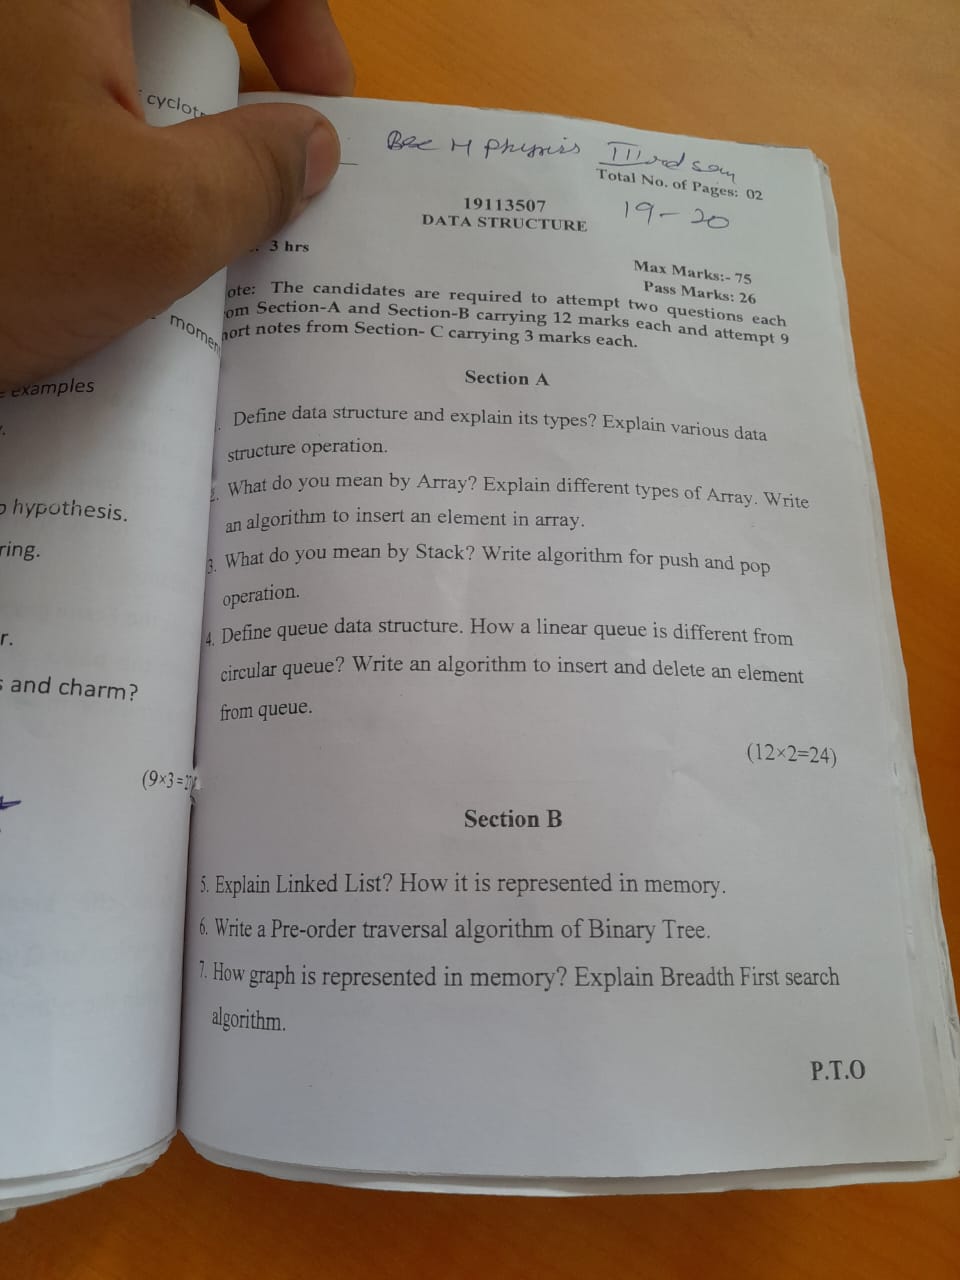 cyclot
momen
examples
hypothesis.
ring.
r.
and charm?
(9×3=
H physics IIIrd sem
Total No. of Pages: 02
19-20
19113507
DATA STRUCTURE
3 hrs
Max Marks:- 75
Pass Marks: 26
ote: The candidates are required to attempt two questions each
om Section-A and Section-B carrying 12 marks each and attempt 9
hort notes from Section- C carrying 3 marks each.
Section A
. Define data structure and explain its types? Explain various data
structure operation.
2. What do you mean by Array? Explain different types of Array. Write
an algorithm to insert an element in array.
3. What do you mean by Stack? Write algorithm for push and pop
operation.
4. Define queue data structure. How a linear queue is different from
circular queue? Write an algorithm to insert and delete an element
from queue.
(12×2=24)
Section B
5. Explain Linked List? How it is represented in memory.
6. Write a Pre-order traversal algorithm of Binary Tree.
7. How graph is represented in memory? Explain Breadth First search
algorithm.
P.T.O